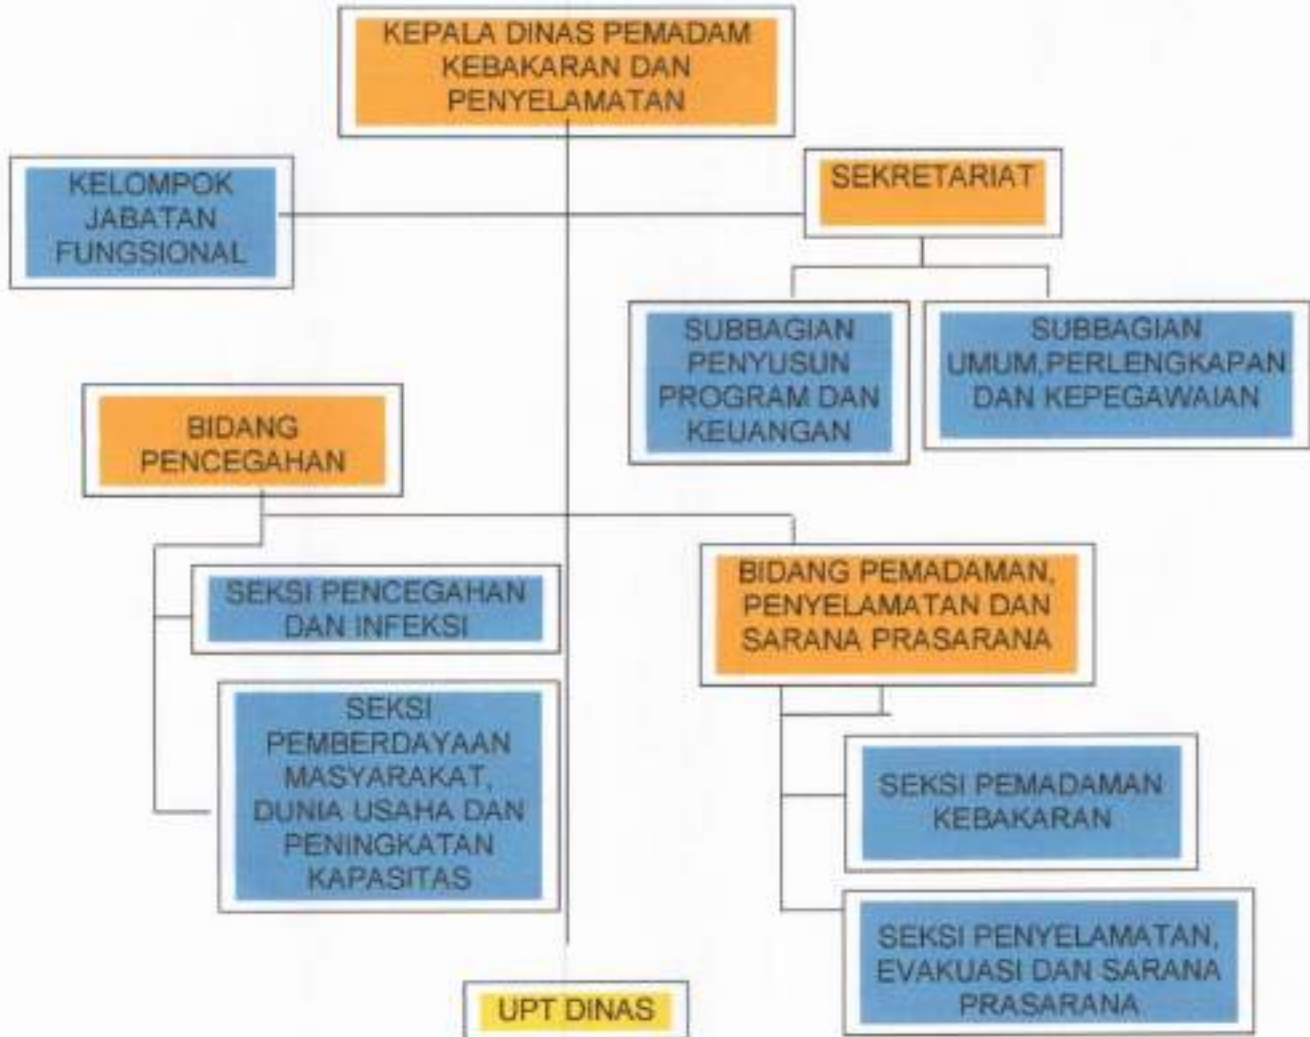 KEPALA DINAS PEMADAM
KEBAKARAN DAN
PENYELAMATAN
KELOMPOK
JABATAN
FUNGSIONAL
SEKRETARIAT
SUBBAGIAN
PENYUSUN
PROGRAM DAN
KEUANGAN
SUBBAGIAN
UMUM,PERLENGKAPAN
DAN KEPEGAWAIAN
BIDANG
PENCEGAHAN
SEKSI PENCEGAHAN
DAN INFEKSI
SEKSI
PEMBERDAYAAN
MASYARAKAT,
DUNIA USAHA DAN
PENINGKATAN
KAPASITAS
BIDANG PEMADAMAN,
PENYELAMATAN DAN
SARANA PRASARANA
SEKSI PEMADAMAN
KEBAKARAN
SEKSI PENYELAMATAN,
EVAKUASI DAN SARANA
PRASARANA
UPT DINAS